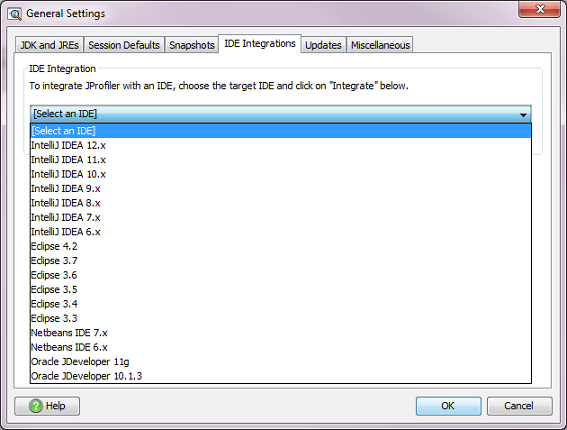 General Settings
JDK and JREs Session Defaults Snapshots IDE Integrations Updates Miscellaneous
IDE Integration
To integrate JProfiler with an IDE, choose the target IDE and click on "Integrate" below.
[Select an IDE]
[Select an IDE]
IntelliJ IDEA 12.x
IntelliJ IDEA 11.x
IntelliJ IDEA 10.x
IntelliJ IDEA 9.x
IntelliJ IDEA 8.x
IntelliJ IDEA 7.x
IntelliJ IDEA 6.x
Eclipse 4.2
Eclipse 3.7
Eclipse 3.6
Eclipse 3.5
Eclipse 3.4
Eclipse 3.3
Netbeans IDE 7.x
Netbeans IDE 6.x
Oracle JDeveloper 11g
Oracle JDeveloper 10.1.3
? Help OK Cancel